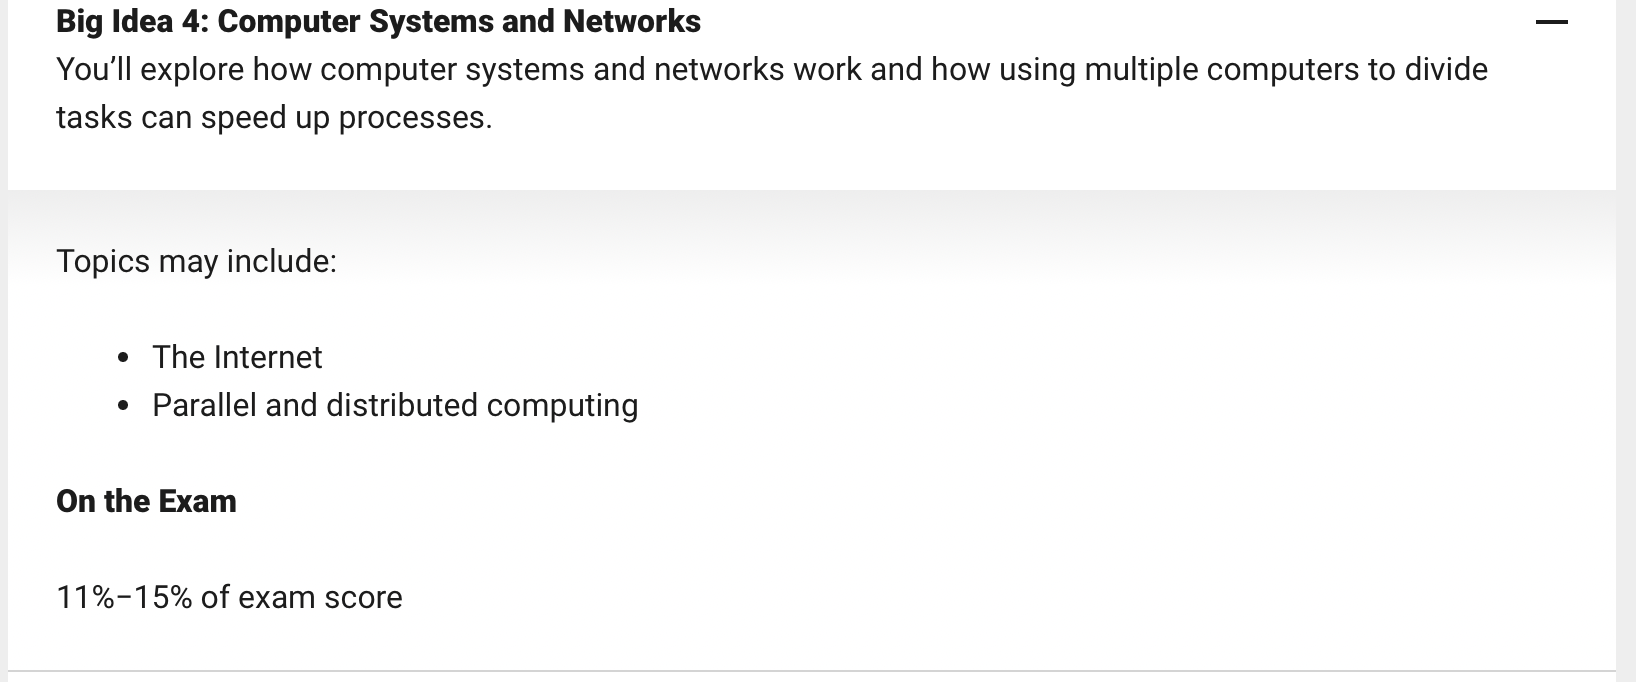 Big Idea 4: Computer Systems and Networks
You’ll explore how computer systems and networks work and how using multiple computers to divide
tasks can speed up processes.
Topics may include:
• The Internet
• Parallel and distributed computing
On the Exam
11%–15% of exam score